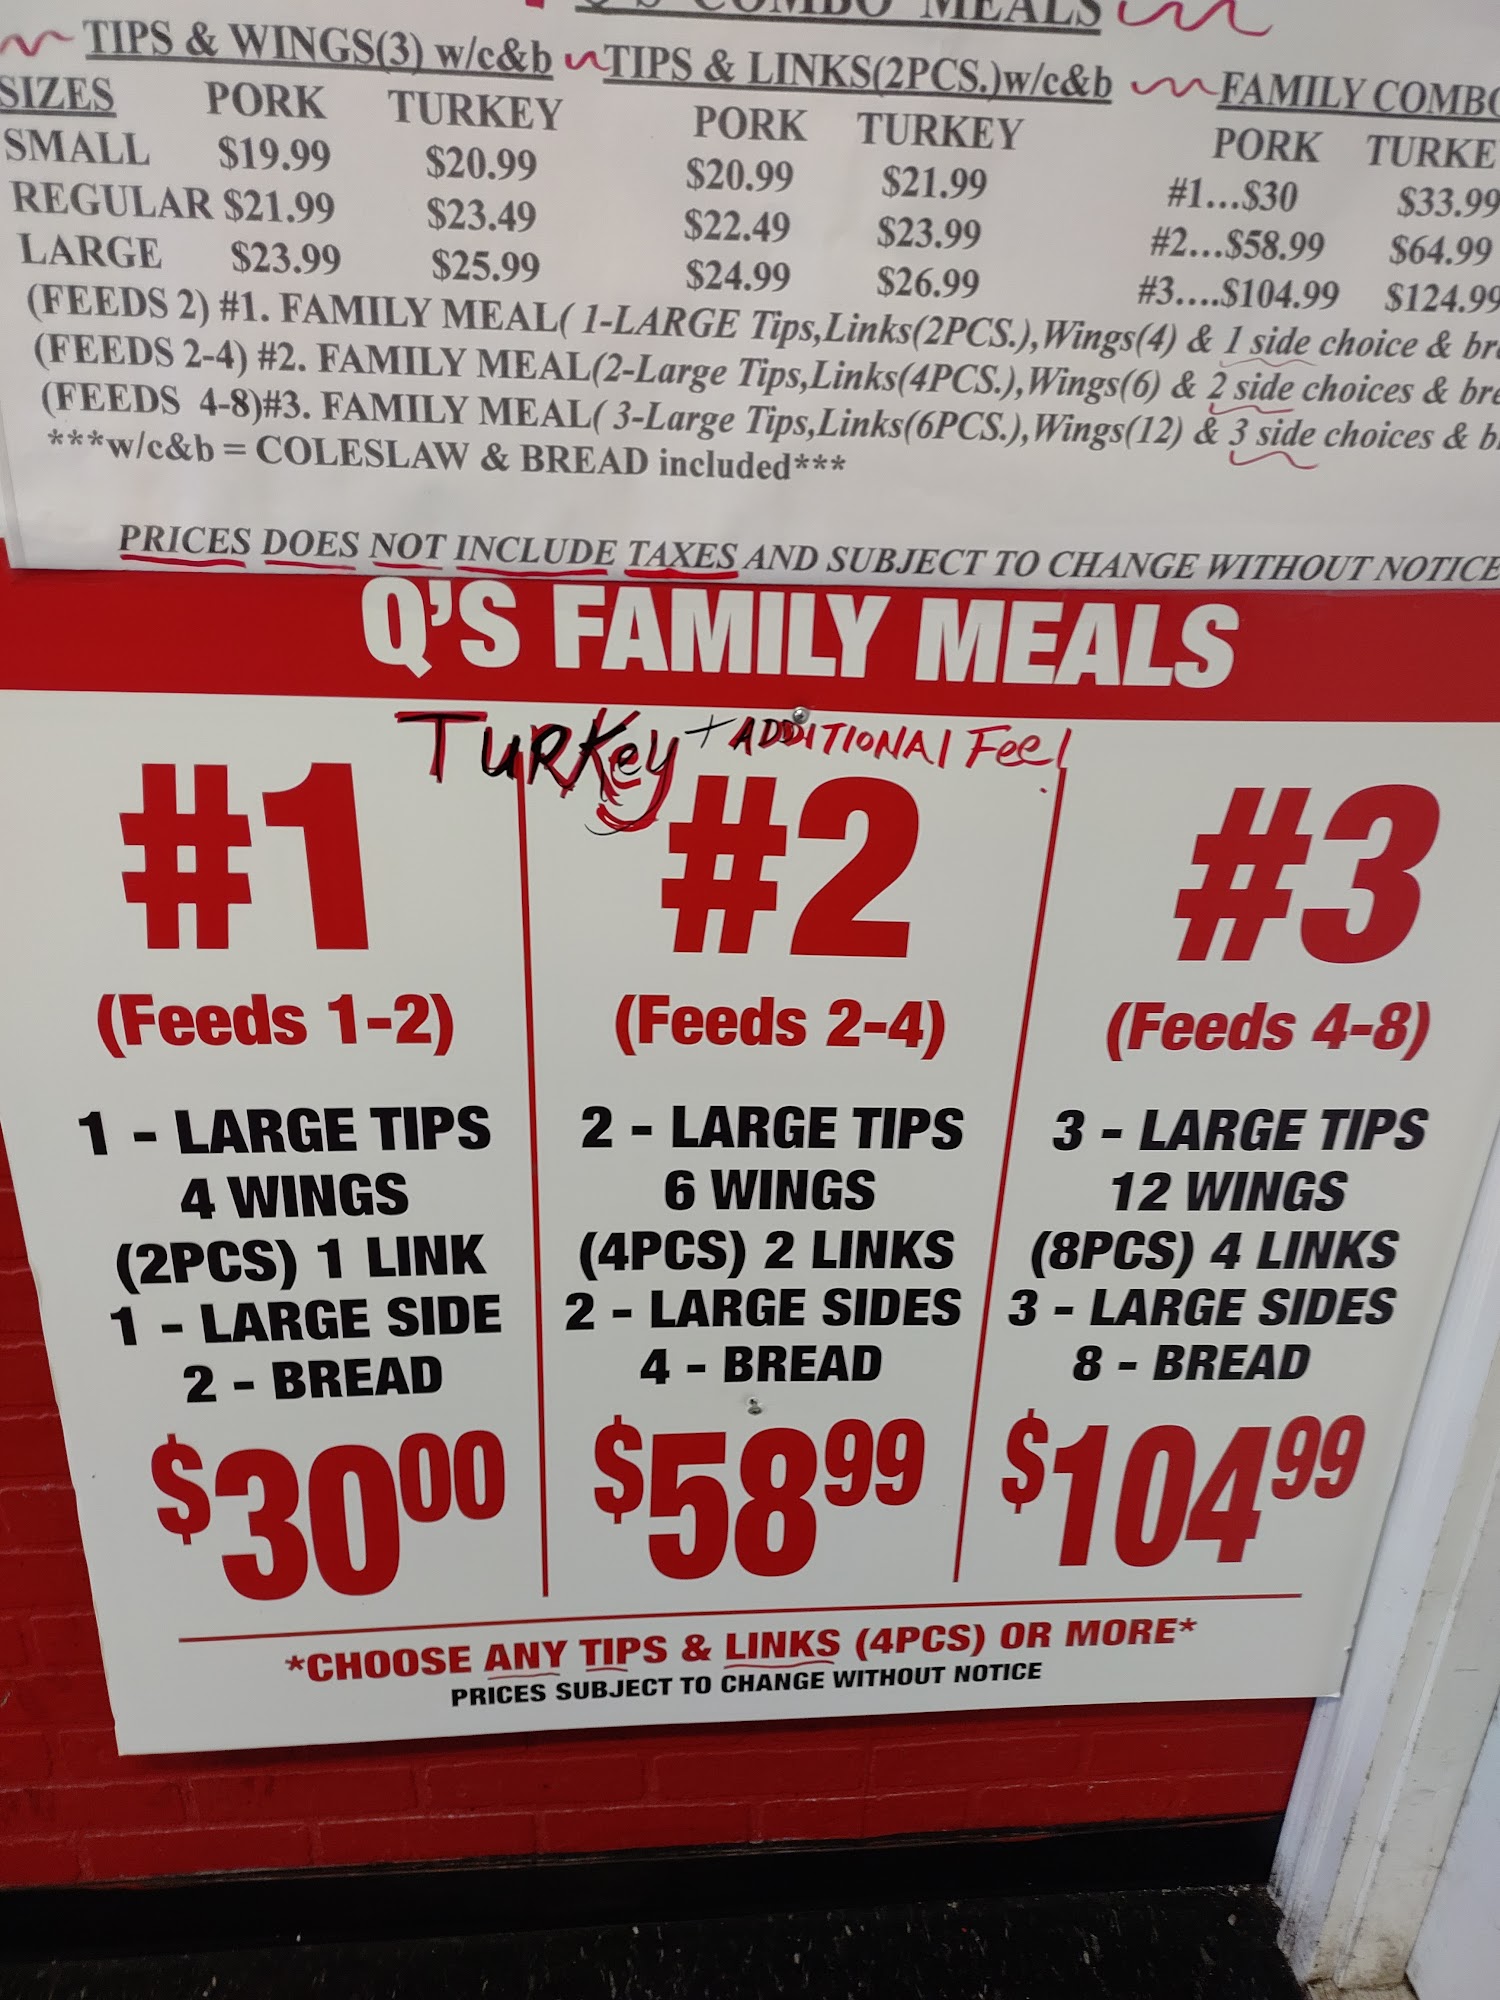 Q'S COMBO MEALS
TIPS & WINGS(3) w/c&b TIPS & LINKS(2PCS.)w/c&b FAMILY COMBO
SIZES PORK TURKEY PORK TURKEY PORK TURKE
SMALL $19.99 $20.99 $20.99 $21.99 #1...$30 $33.99
REGULAR $21.99 $23.49 $22.49 $23.99 #2...$58.99 $64.99
LARGE $23.99 $25.99 $24.99 $26.99 #3....$104.99 $124.99
(FEEDS 2) #1. FAMILY MEAL( 1-LARGE Tips,Links(2PCS.),Wings(4) & 1 side choice & br
(FEEDS 2-4) #2. FAMILY MEAL(2-Large Tips,Links(4PCS.),Wings(6) & 2 side choices & bre
(FEEDS 4-8)#3. FAMILY MEAL( 3-Large Tips,Links(6PCS.),Wings(12) & 3 side choices & b
***w/c&b = COLESLAW & BREAD included***
PRICES DOES NOT INCLUDE TAXES AND SUBJECT TO CHANGE WITHOUT NOTICE
Q'S FAMILY MEALS
TURKey + ADDITIONAl Fee!
#1
(Feeds 1-2)
1 - LARGE TIPS
4 WINGS
(2PCS) 1 LINK
1 - LARGE SIDE
2 - BREAD
$3000
#2
(Feeds 2-4)
2 - LARGE TIPS
6 WINGS
(4PCS) 2 LINKS
2 - LARGE SIDES
4 - BREAD
$5899
#3
(Feeds 4-8)
3 - LARGE TIPS
12 WINGS
(8PCS) 4 LINKS
3 - LARGE SIDES
8 - BREAD
$10499
*CHOOSE ANY TIPS & LINKS (4PCS) OR MORE*
PRICES SUBJECT TO CHANGE WITHOUT NOTICE